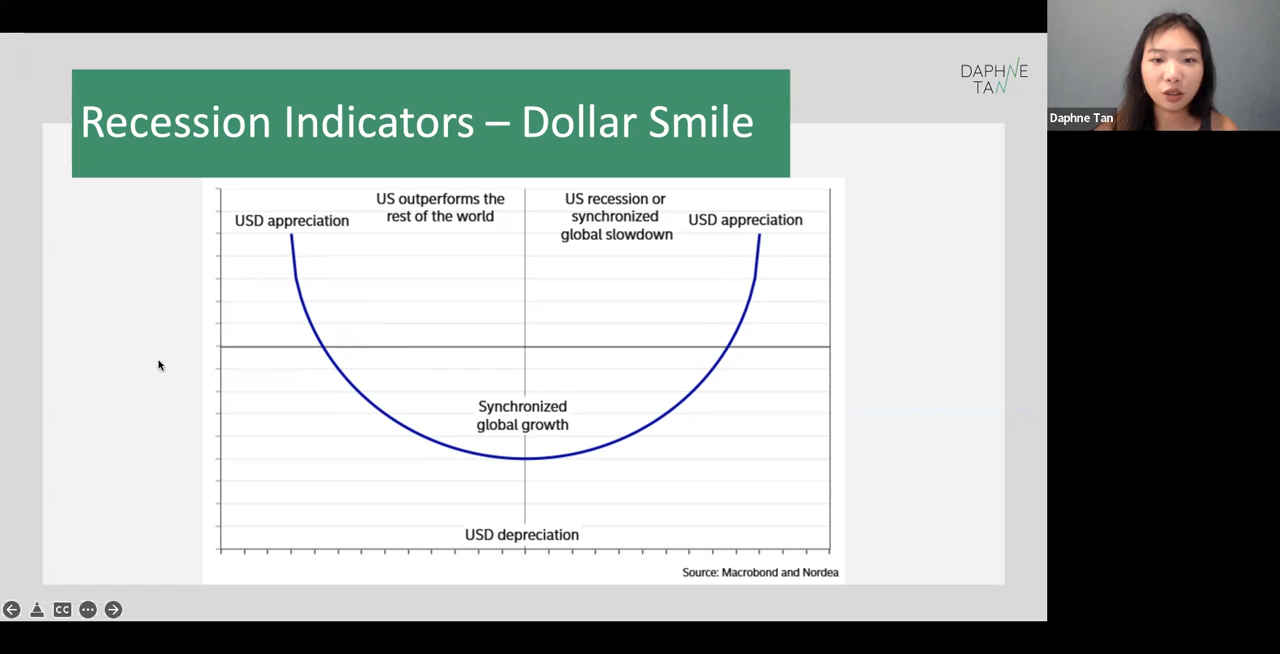 Recession Indicators – Dollar Smile
DAPHNE
TAN
Daphne Tan
USD appreciation
US outperforms the
rest of the world
US recession or
synchronized
global slowdown
USD appreciation
Synchronized
global growth
USD depreciation
Source: Macrobond and Nordea
CC